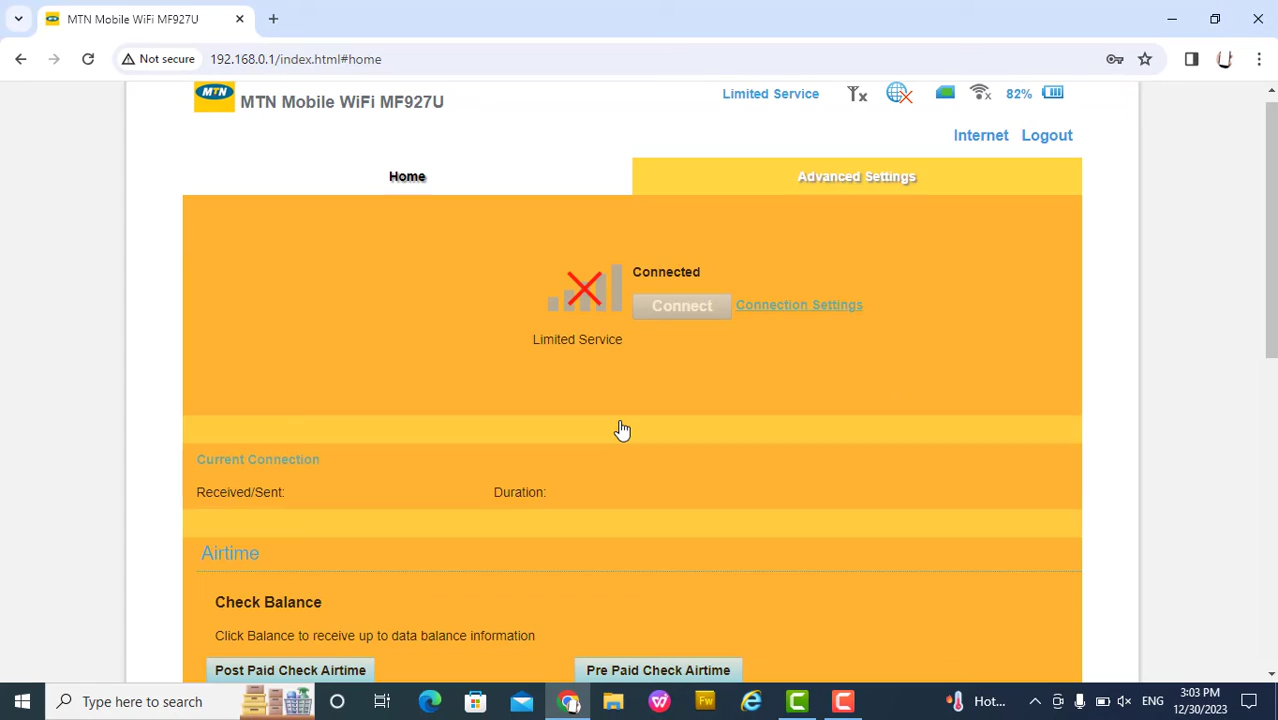 MTN Mobile WiFi MF927U
Not secure
192.168.0.1/index.html#home
MTN
MTN Mobile WiFi MF927U
Limited Service
82%
Internet
Logout
Home
Advanced Settings
Connected
Connect
Connection Settings
Limited Service
Current Connection
Received/Sent:
Duration:
Airtime
Check Balance
Click Balance to receive up to data balance information
Post Paid Check Airtime
Pre Paid Check Airtime
Type here to search
Fw
Hot...
ENG
3:03 PM
12/30/2023